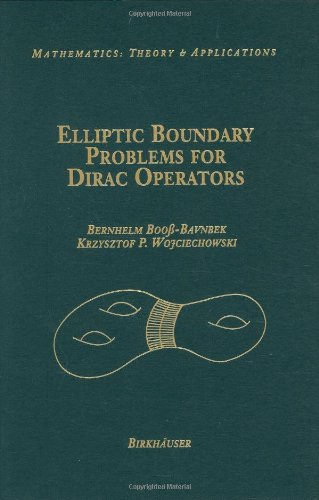 MATHEMATICS: THEORY & APPLICATIONS
ELLIPTIC BOUNDARY
PROBLEMS FOR
DIRAC OPERATORS
BERNHELM BOOß-BAVNBEK
KRZYSZTOF P. WOJCIECHOWSKI
BIRKHÄUSER